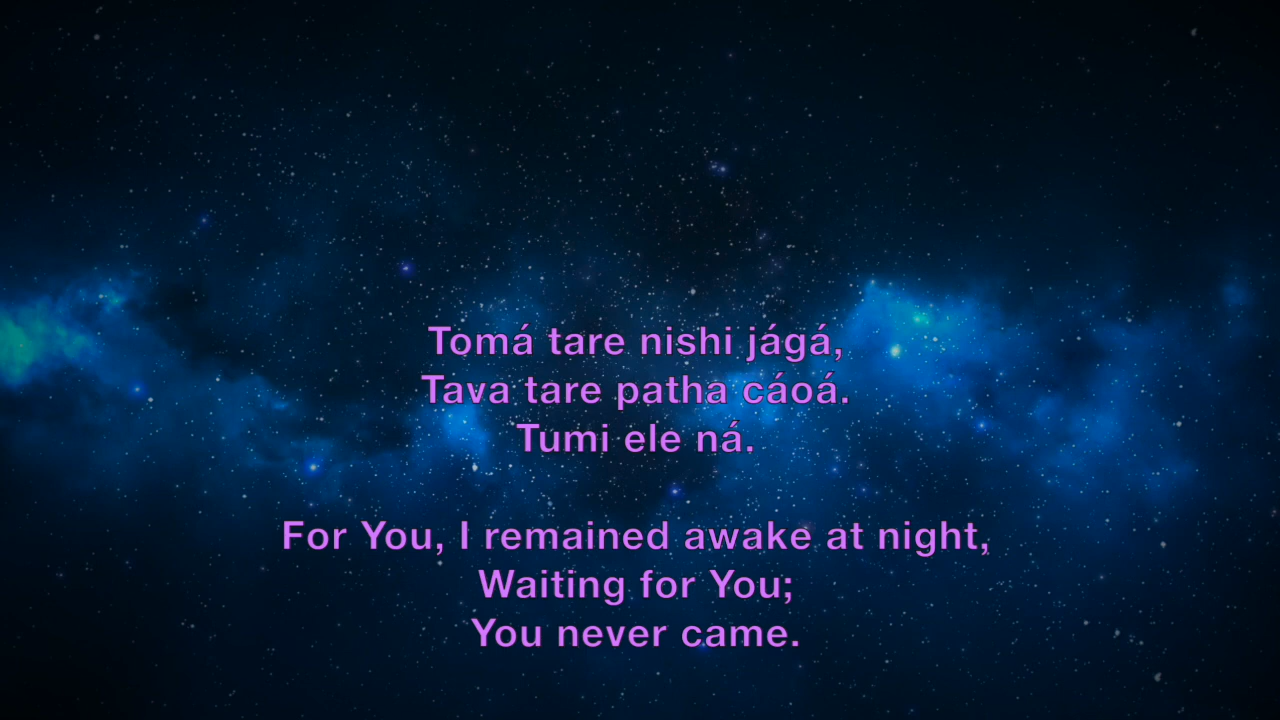 Tomá tare nishi jágá,
Tava tare patha cáoá.
Tumi ele ná.
For You, I remained awake at night,
Waiting for You;
You never came.